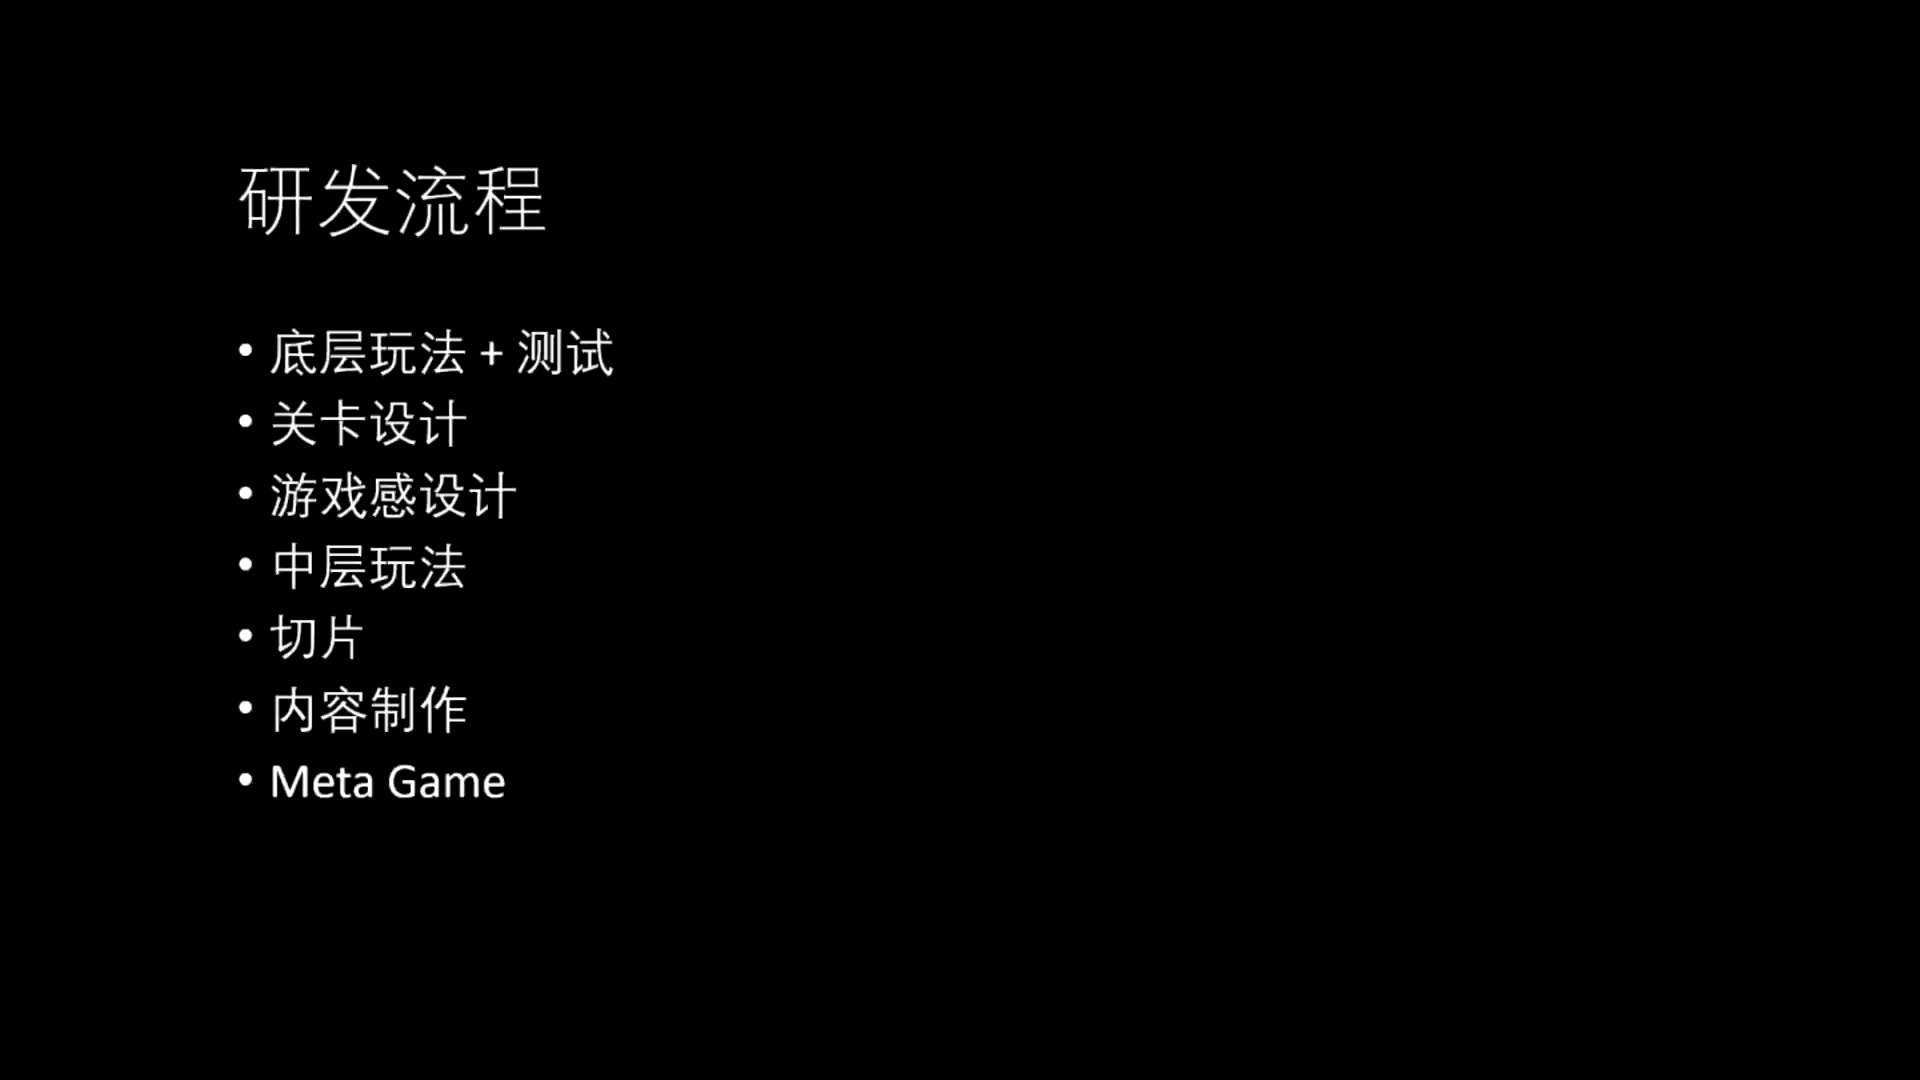 研发流程
• 底层玩法 + 测试
• 关卡设计
• 游戏感设计
• 中层玩法
• 切片
• 内容制作
• Meta Game